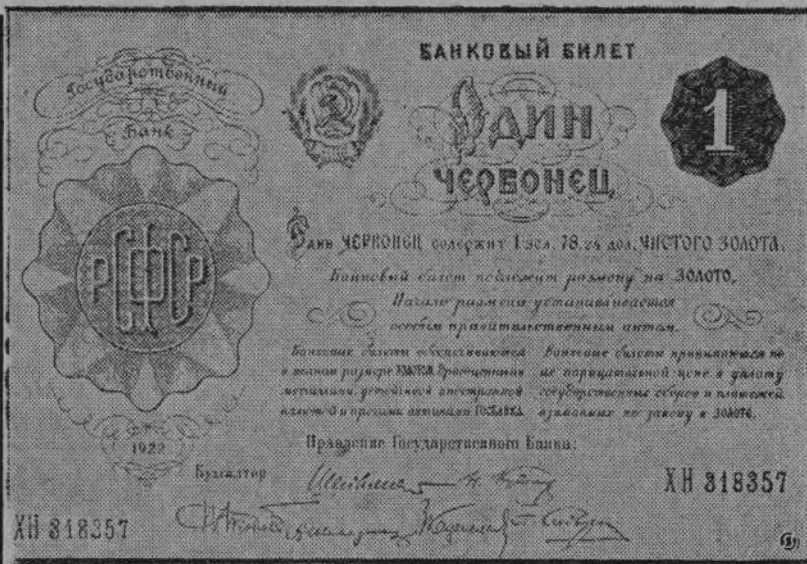 Государственный
Банк
РСФСР
1922
БАНКОВЫЙ БИЛЕТ
ОДИН
ЧЕРВОНЕЦ
1
Один ЧЕРВОНЕЦ содержит 1 зол. 78,24 дол. ЧИСТОГО ЗОЛОТА.
Банковый билет подлежит размену на ЗОЛОТО.
Начало размена устанавливается
особым правительственным актом.
Банковые билеты обеспечиваются
в полном размере ЗОЛОТОМ, драгоценными
металлами, устойчивой иностранной
валютой и прочими активами ГОСБАНКА.
Банковые билеты принимаются по
их нарицательной цене в уплату
государственных сборов и платежей
взимаемых по закону в ЗОЛОТЕ.
Правление Государственного Банка:
Бухгалтер
ХН 318357
ХН 318357